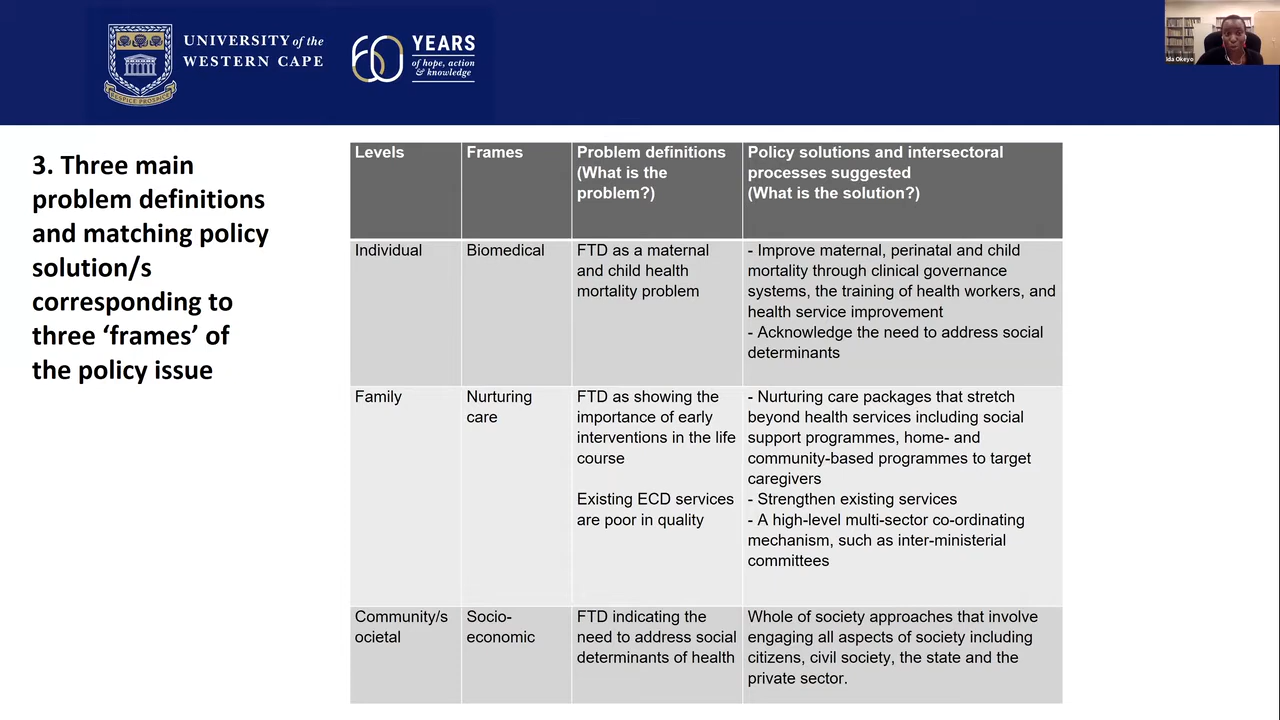 UNIVERSITY of the
WESTERN CAPE
60 YEARS
of hope, action
& knowledge
Ida Okeyo
3. Three main
problem definitions
and matching policy
solution/s
corresponding to
three ‘frames’ of
the policy issue
Levels
Frames
Problem definitions
(What is the
problem?)
Policy solutions and intersectoral
processes suggested
(What is the solution?)
Individual
Biomedical
FTD as a maternal
and child health
mortality problem
- Improve maternal, perinatal and child
mortality through clinical governance
systems, the training of health workers, and
health service improvement
- Acknowledge the need to address social
determinants
Family
Nurturing
care
FTD as showing the
importance of early
interventions in the life
course
Existing ECD services
are poor in quality
- Nurturing care packages that stretch
beyond health services including social
support programmes, home- and
community-based programmes to target
caregivers
- Strengthen existing services
- A high-level multi-sector co-ordinating
mechanism, such as inter-ministerial
committees
Community/s
ocietal
Socio-
economic
FTD indicating the
need to address social
determinants of health
Whole of society approaches that involve
engaging all aspects of society including
citizens, civil society, the state and the
private sector.